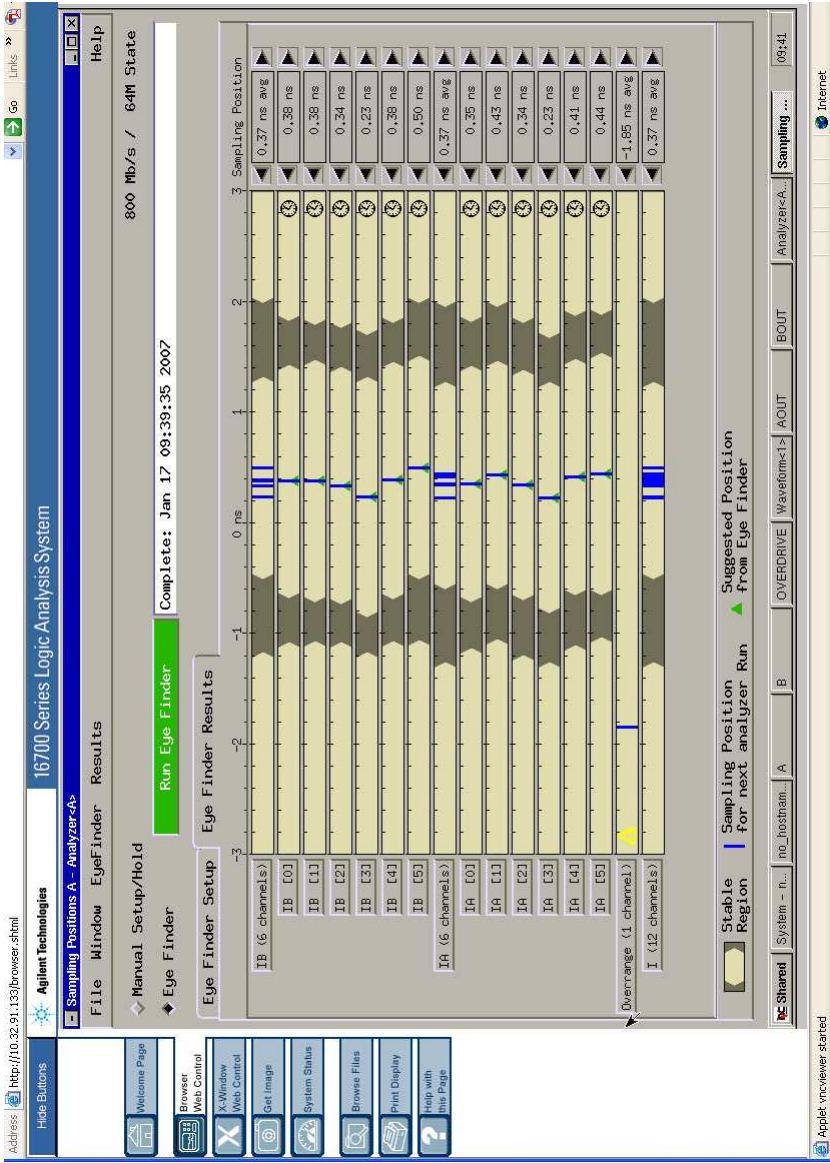 Address http://10.32.91.133/browser.shtml Go Links »
Hide Buttons
Agilent Technologies
16700 Series Logic Analysis System
Welcome Page
Browser
Web Control
X-Window
Web Control
Get Image
System Status
Browse Files
Print Display
Help with
this Page
Sampling Positions A - Analyzer<A>
File Window EyeFinder Results Help
Manual Setup/Hold 800 Mb/s / 64M State
Eye Finder Run Eye Finder Complete: Jan 17 09:39:35 2007
Eye Finder Setup Eye Finder Results
-3 -2 -1 0 ns 1 2 3 Sampling Position
IB (6 channels) 0.37 ns avg
IB [0] 0.38 ns
IB [1] 0.38 ns
IB [2] 0.34 ns
IB [3] 0.23 ns
IB [4] 0.38 ns
IB [5] 0.50 ns
IA (6 channels) 0.37 ns avg
IA [0] 0.35 ns
IA [1] 0.43 ns
IA [2] 0.34 ns
IA [3] 0.23 ns
IA [4] 0.41 ns
IA [5] 0.44 ns
Overrange (1 channel) -1.85 ns avg
I (12 channels) 0.37 ns avg
Stable
Region
Sampling Position
for next analyzer Run
Suggested Position
from Eye Finder
Shared System - n... no_hostnam... A B OVERDRIVE Waveform<1> AOUT BOUT Analyzer<A... Sampling ... 09:41
Applet vncviewer started Internet